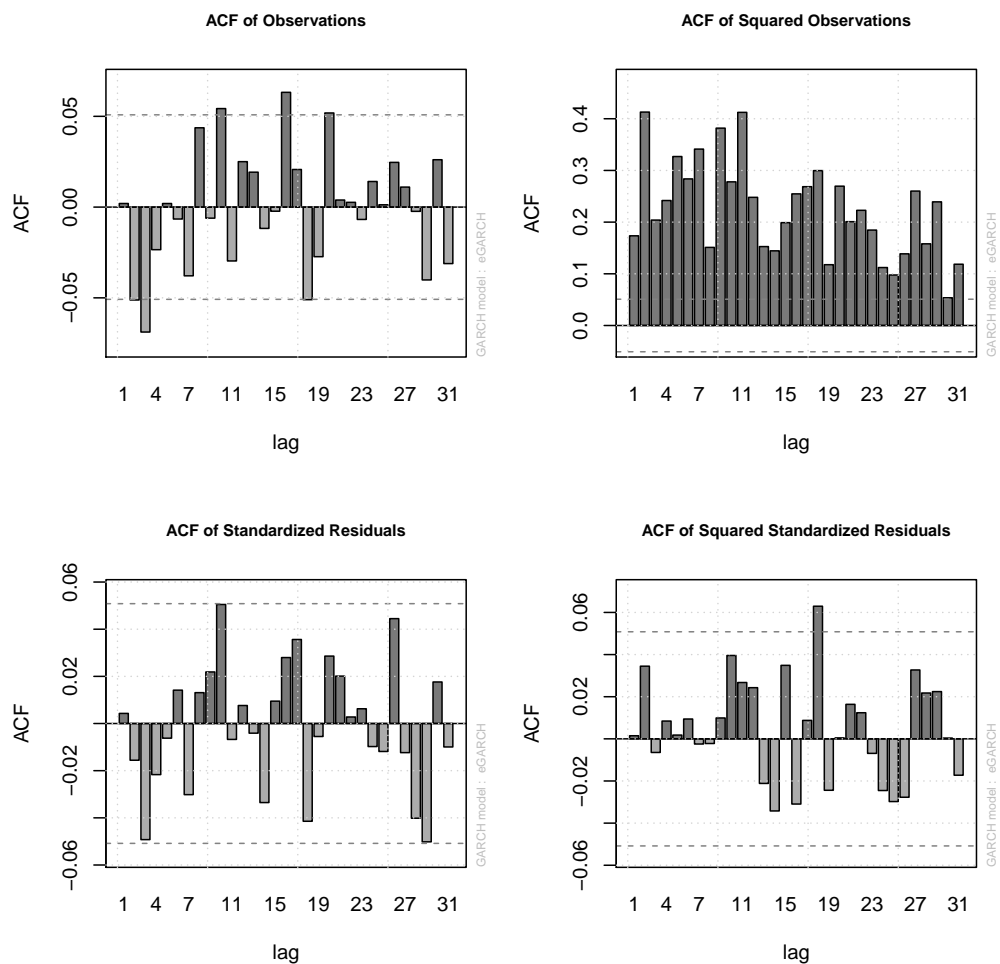 ACF of Observations
ACF
−0.05 0.00 0.05
1 4 7 11 15 19 23 27 31
lag
GARCH model : eGARCH
ACF of Squared Observations
ACF
0.0 0.1 0.2 0.3 0.4
1 4 7 11 15 19 23 27 31
lag
GARCH model : eGARCH
ACF of Standardized Residuals
ACF
−0.06 −0.02 0.02 0.06
1 4 7 11 15 19 23 27 31
lag
GARCH model : eGARCH
ACF of Squared Standardized Residuals
ACF
−0.06 −0.02 0.02 0.06
1 4 7 11 15 19 23 27 31
lag
GARCH model : eGARCH